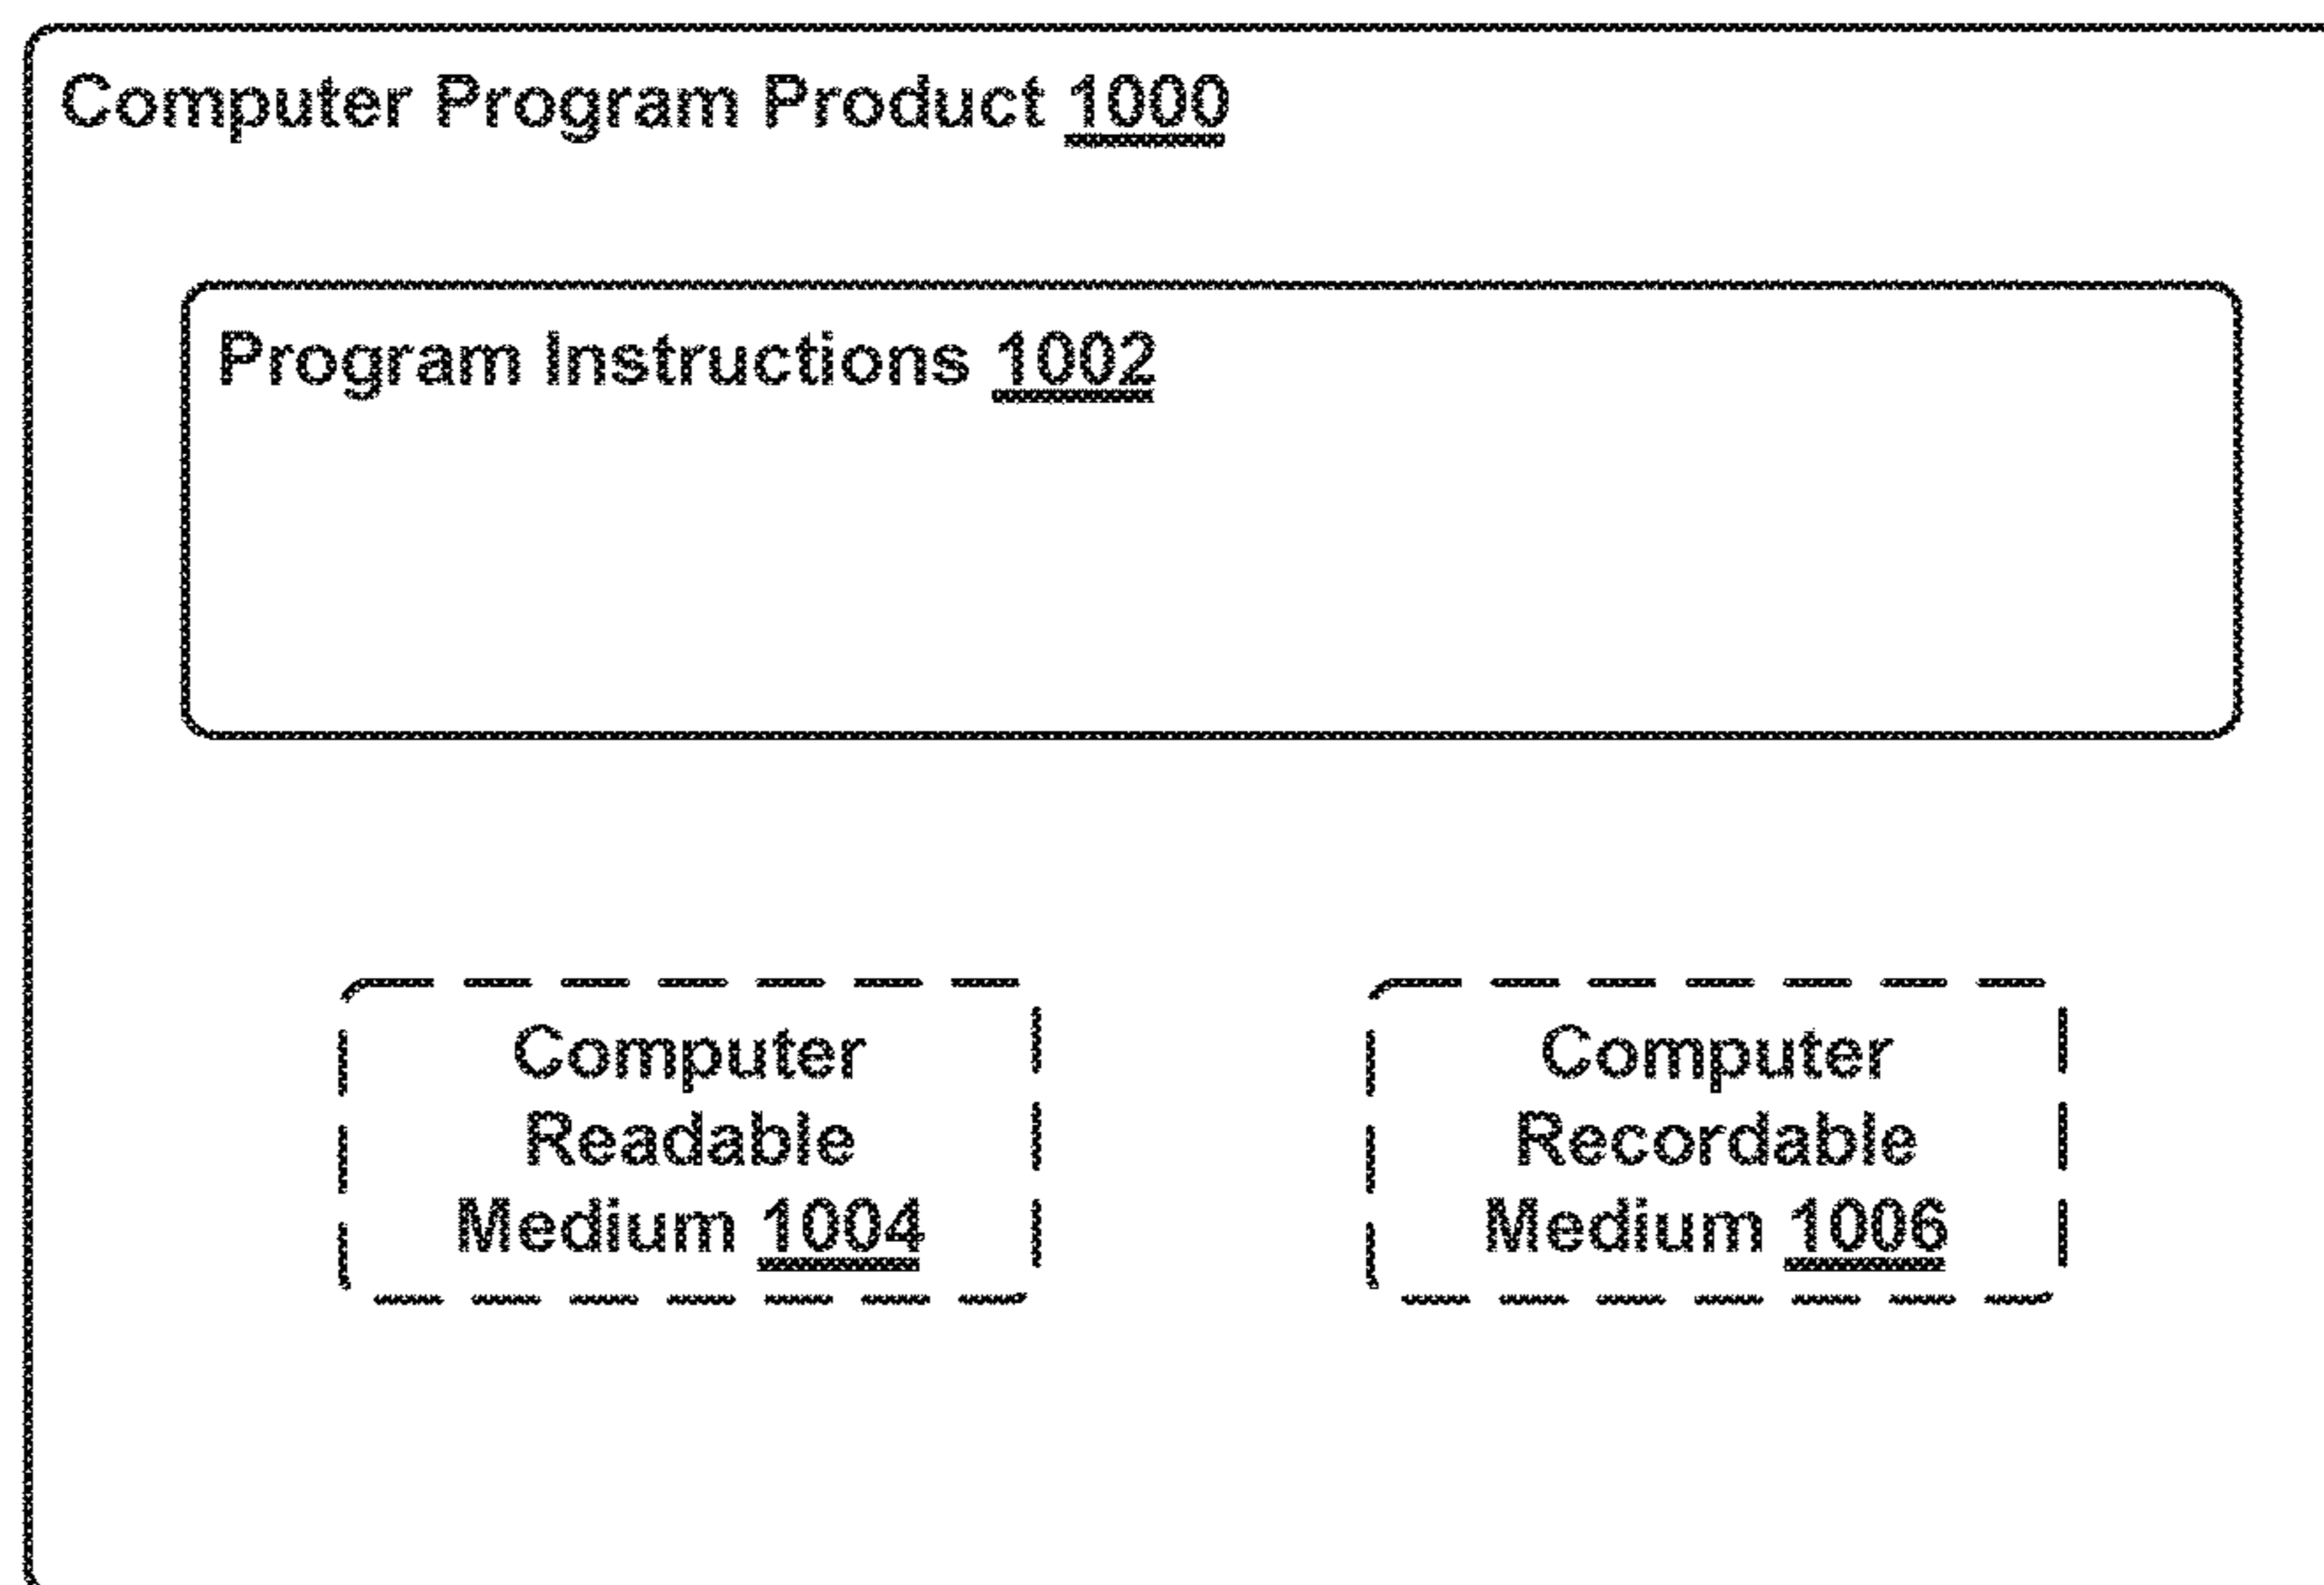 Computer Program Product 1000
Program Instructions 1002
Computer
Readable
Medium 1004
Computer
Recordable
Medium 1006